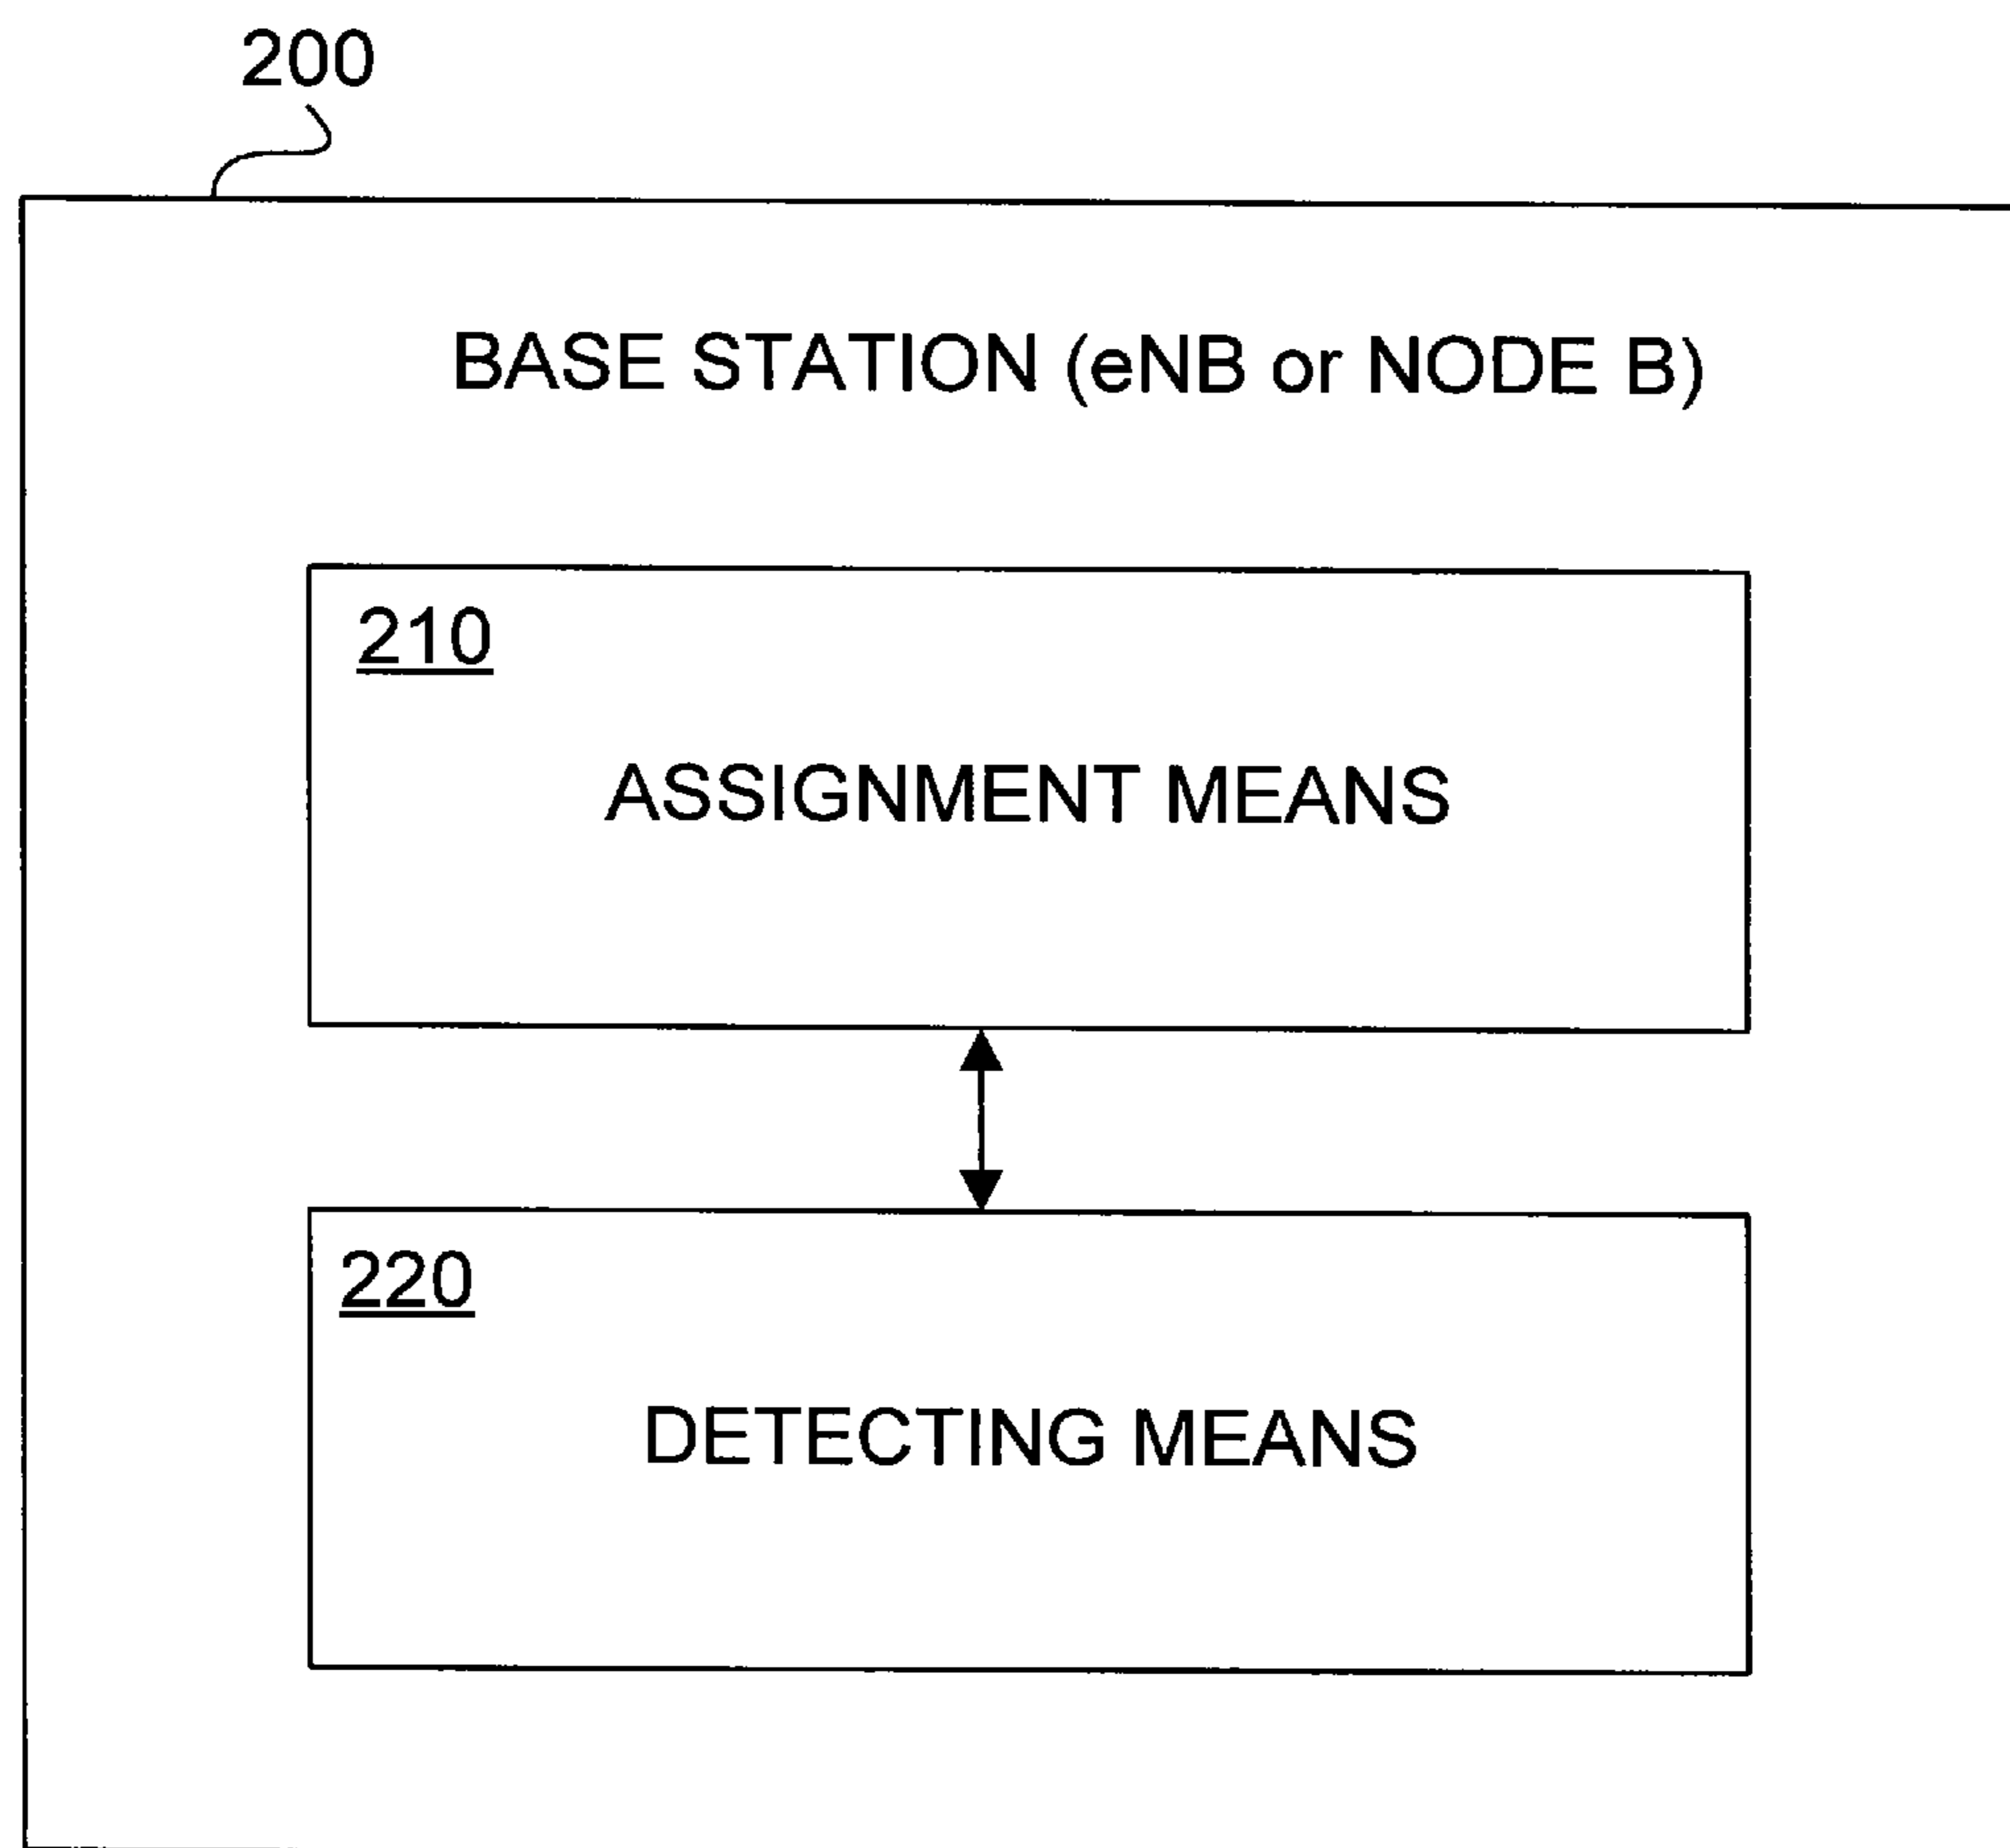 200
BASE STATION (eNB or NODE B)
210
ASSIGNMENT MEANS
220
DETECTING MEANS